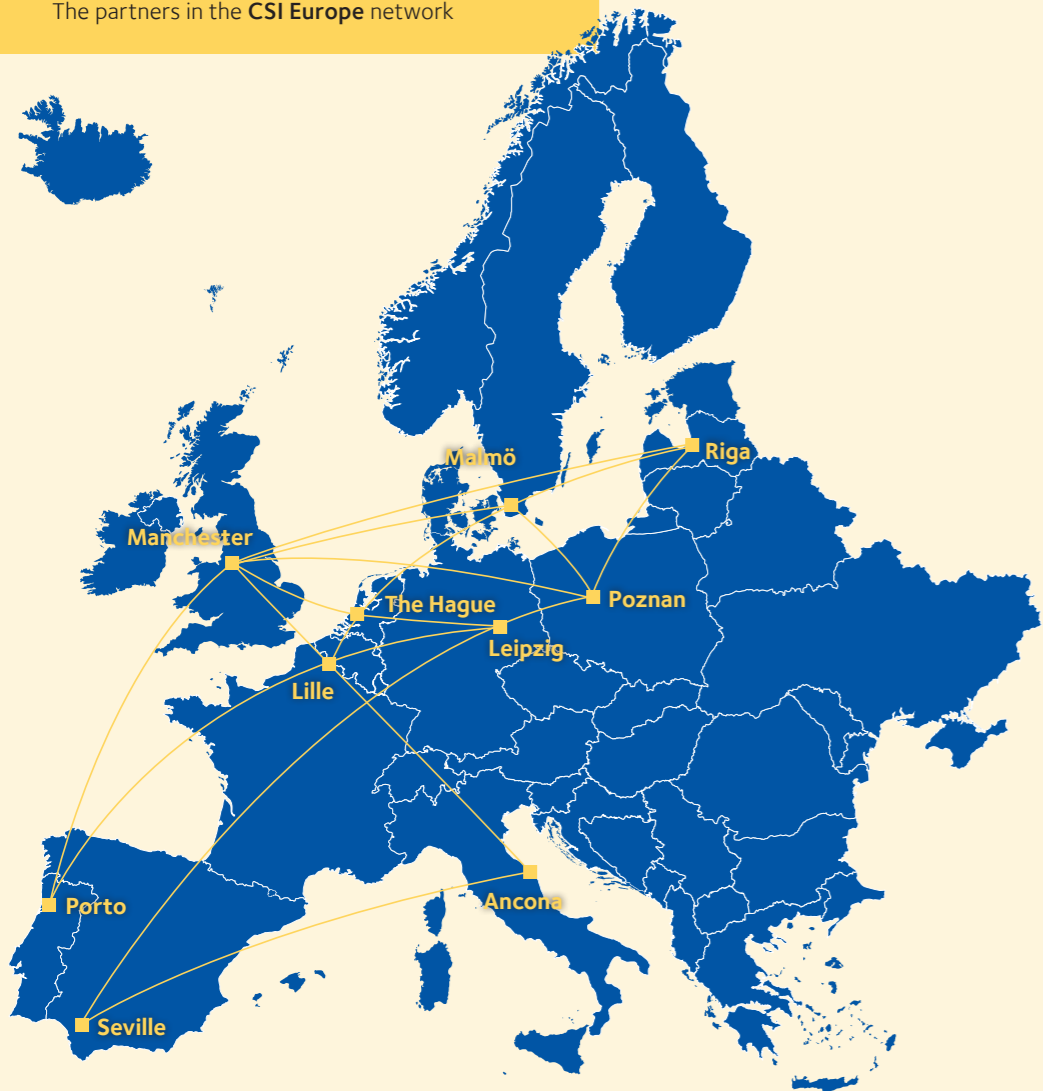 The partners in the CSI Europe network
Malmö
Riga
Manchester
The Hague
Poznan
Leipzig
Lille
Ancona
Porto
Seville